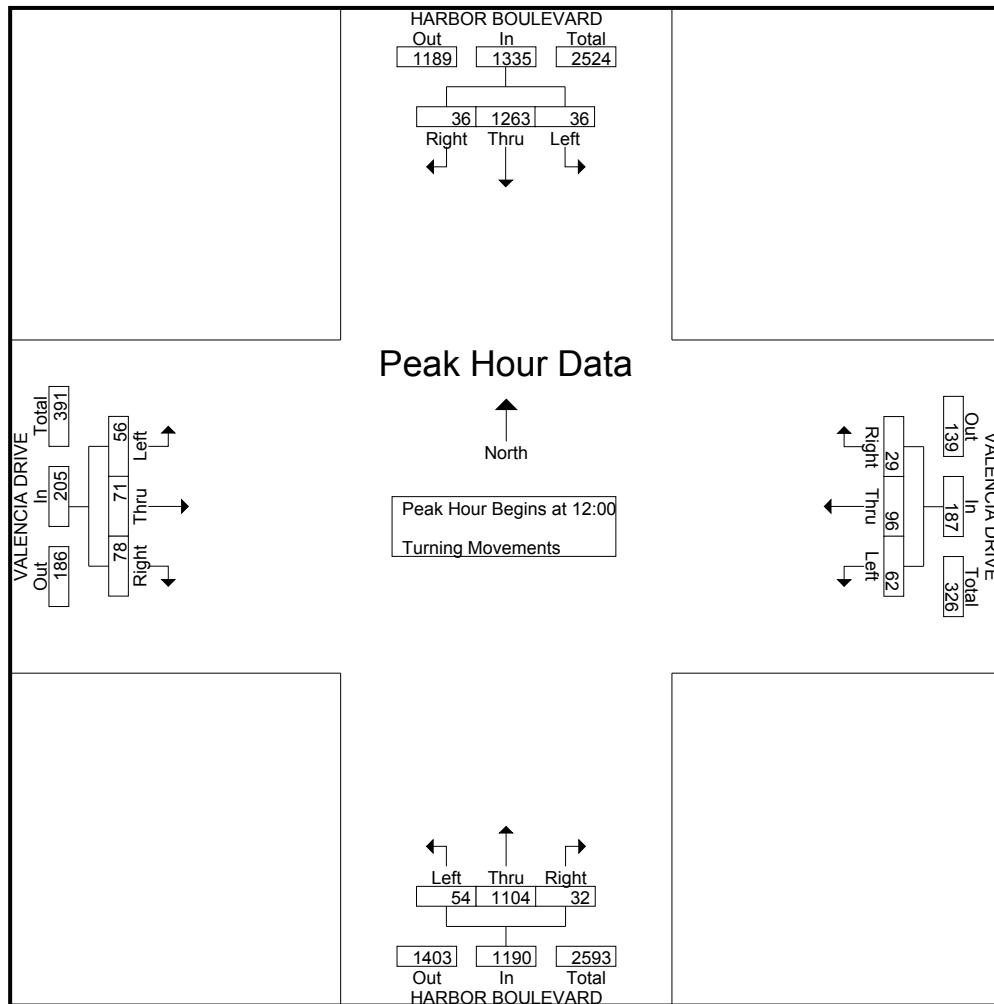 HARBOR BOULEVARD
Out In Total
1189 1335 2524
36 1263 36
Right Thru Left
Peak Hour Data
North
Peak Hour Begins at 12:00
Turning Movements
VALENCIA DRIVE
Out In Total
186 205 391
Left Thru Right
56 71 78
VALENCIA DRIVE
Out In Total
139 187 326
Right Thru Left
29 96 62
Left Thru Right
54 1104 32
1403 1190 2593
Out In Total
HARBOR BOULEVARD